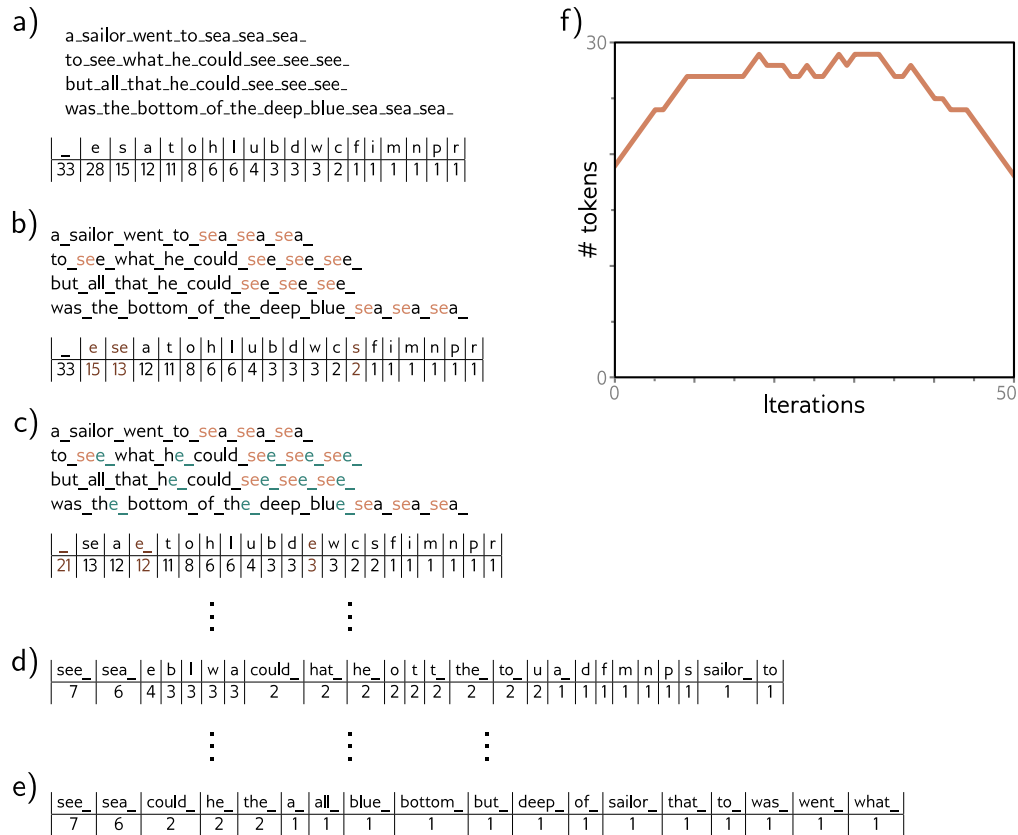 a)
a_sailor_went_to_sea_sea_sea_
to_see_what_he_could_see_see_see_
but_all_that_he_could_see_see_see_
was_the_bottom_of_the_deep_blue_sea_sea_sea_
_ e s a t o h l u b d w c f i m n p r
33 28 15 12 11 8 6 6 4 3 3 3 2 1 1 1 1 1 1
b)
a_sailor_went_to_sea_sea_sea_
to_see_what_he_could_see_see_see_
but_all_that_he_could_see_see_see_
was_the_bottom_of_the_deep_blue_sea_sea_sea_
_ e se a t o h l u b d w c s f i m n p r
33 15 13 12 11 8 6 6 4 3 3 3 2 2 1 1 1 1 1 1
c)
a_sailor_went_to_sea_sea_sea_
to_see_what_he_could_see_see_see_
but_all_that_he_could_see_see_see_
was_the_bottom_of_the_deep_blue_sea_sea_sea_
_ se a e_ t o h l u b d e w c s f i m n p r
21 13 12 12 11 8 6 6 4 3 3 3 3 2 2 1 1 1 1 1 1
d)
see_ sea_ e b l w a could_ hat_ he_ o t t_ the_ to_ u a_ d f m n p s sailor_ to
7 6 4 3 3 3 3 2 2 2 2 2 2 2 2 2 1 1 1 1 1 1 1 1 1
e)
see_ sea_ could_ he_ the_ a_ all_ blue_ bottom_ but_ deep_ of_ sailor_ that_ to_ was_ went_ what_
7 6 2 2 2 1 1 1 1 1 1 1 1 1 1 1 1 1
f)
30
# tokens
0
0
50
Iterations